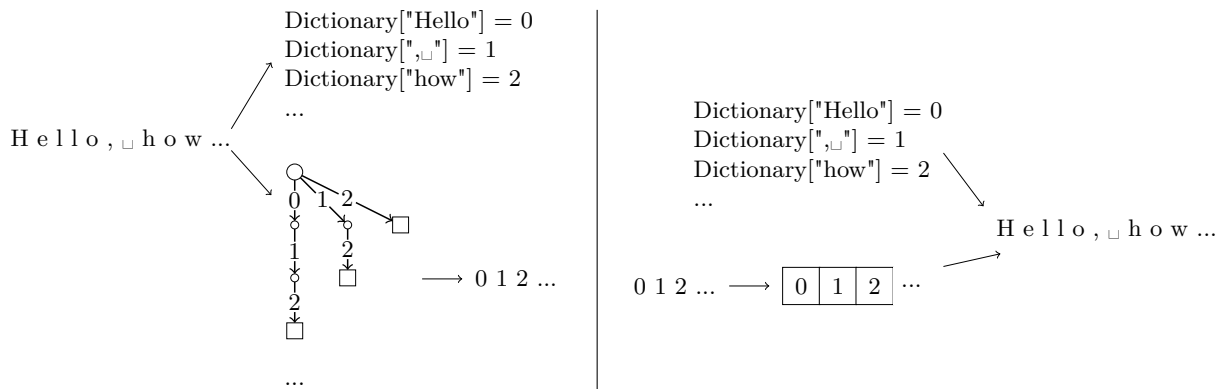 Dictionary["Hello"] = 0
Dictionary[",␣"] = 1
Dictionary["how"] = 2
...
H e l l o , ␣ h o w ...
0 1 2
1 2
2
...
0 1 2 ...
Dictionary["Hello"] = 0
Dictionary[",␣"] = 1
Dictionary["how"] = 2
...
0 1 2 ...
0 1 2 ...
H e l l o , ␣ h o w ...